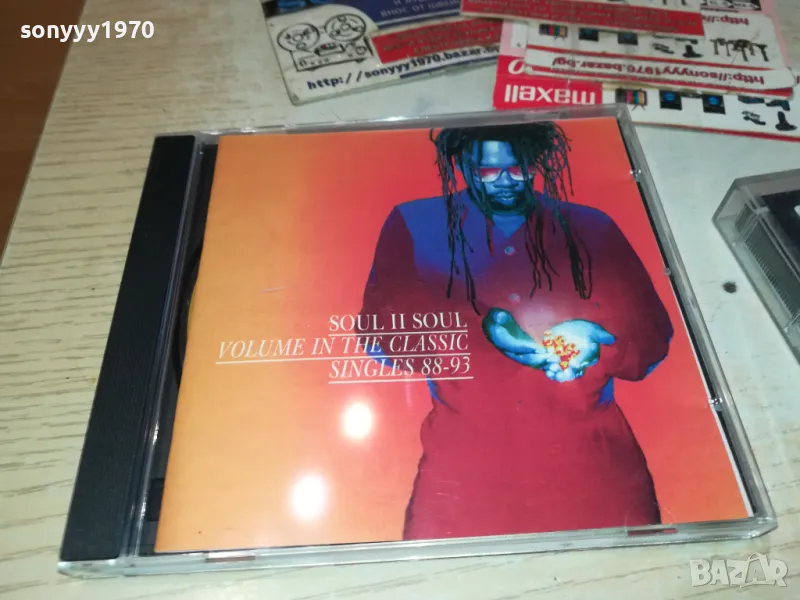 sonyyy1970
http://sonyyy1970.bazar.bg
http://sonyyy1970.bazar.bg/
maxell
SOUL II SOUL
VOLUME IN THE CLASSIC
SINGLES 88-93
BAZAR